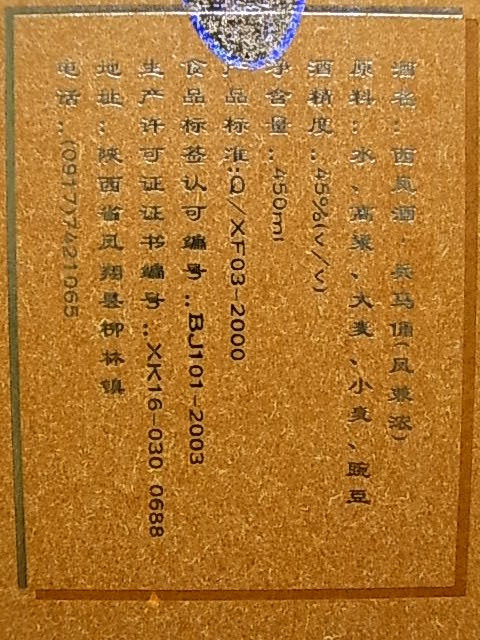 酒名：西凤酒·兵马俑(凤兼浓)
原料：水、高粱、大麦、小麦、豌豆
酒精度：45%(v/v)
净含量：450ml
产品标准：Q/XF03-2000
食品标签认可编号：BJ101-2003
生产许可证证书编号：XK16-030 0688
地址：陕西省凤翔县柳林镇
电话：(0917)7421065